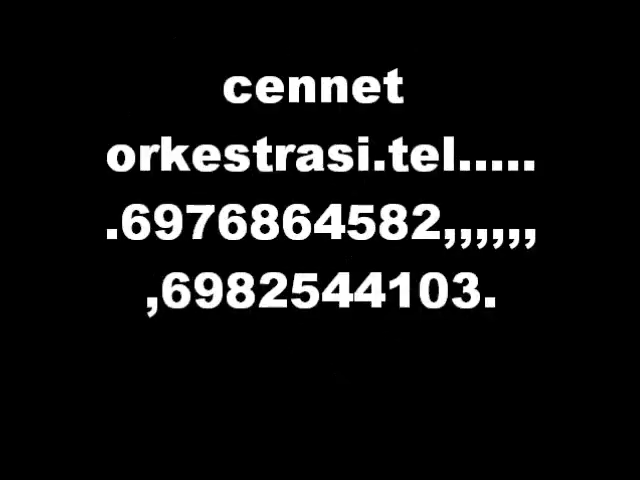 cennet
orkestrasi.tel.....
.6976864582,,,,,,
,6982544103.